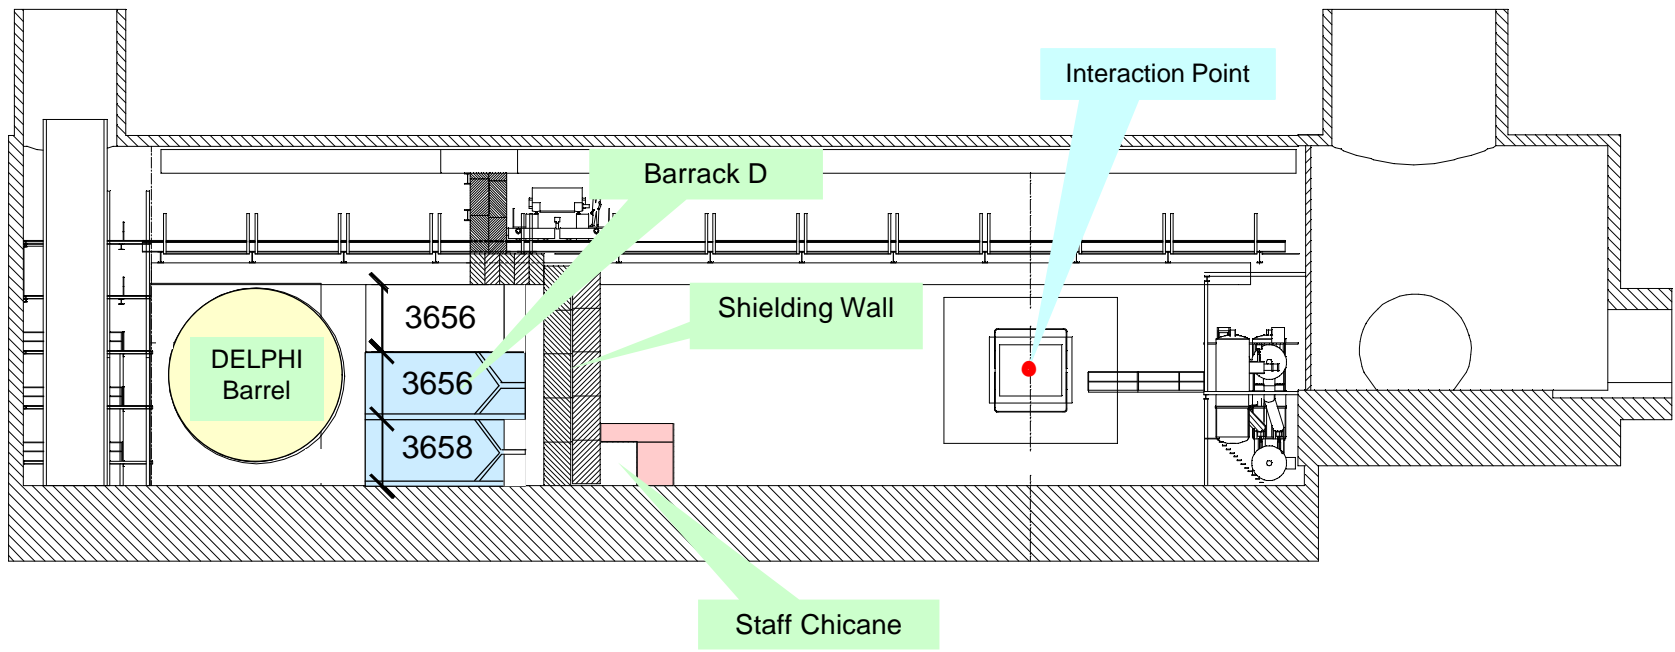 Interaction Point
Barrack D
Shielding Wall
3656
DELPHI
Barrel
3656
3658
Staff Chicane